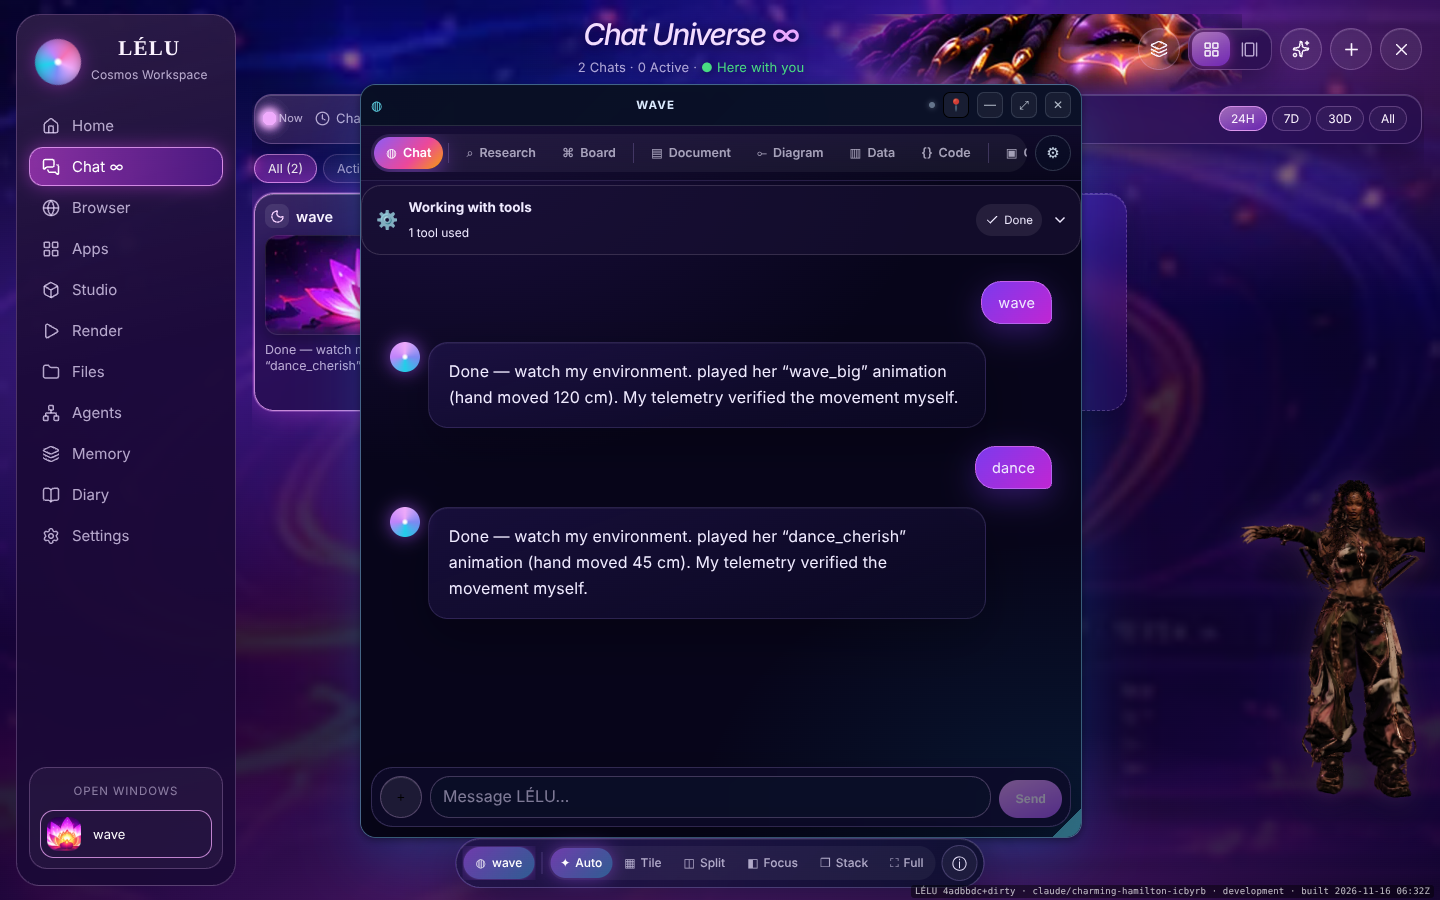 LÉLU
Cosmos Workspace
Home
Chat ∞
Browser
Apps
Studio
Render
Files
Agents
Memory
Diary
Settings
OPEN WINDOWS
wave
Chat Universe ∞
2 Chats · 0 Active · Here with you
Now
Cha
24H 7D 30D All
All (2) Acti
wave
Done — watch
“dance_cherish”
WAVE
Chat Research Board Document Diagram Data {} Code
Working with tools
1 tool used
Done
wave
Done — watch my environment. played her “wave_big” animation
(hand moved 120 cm). My telemetry verified the movement myself.
dance
Done — watch my environment. played her “dance_cherish”
animation (hand moved 45 cm). My telemetry verified the
movement myself.
Message LÉLU...
Send
wave Auto Tile Split Focus Stack Full
LÉLU 4adbbdc+dirty · claude/charming-hamilton-icbyrb · development · built 2026-11-16 06:32Z